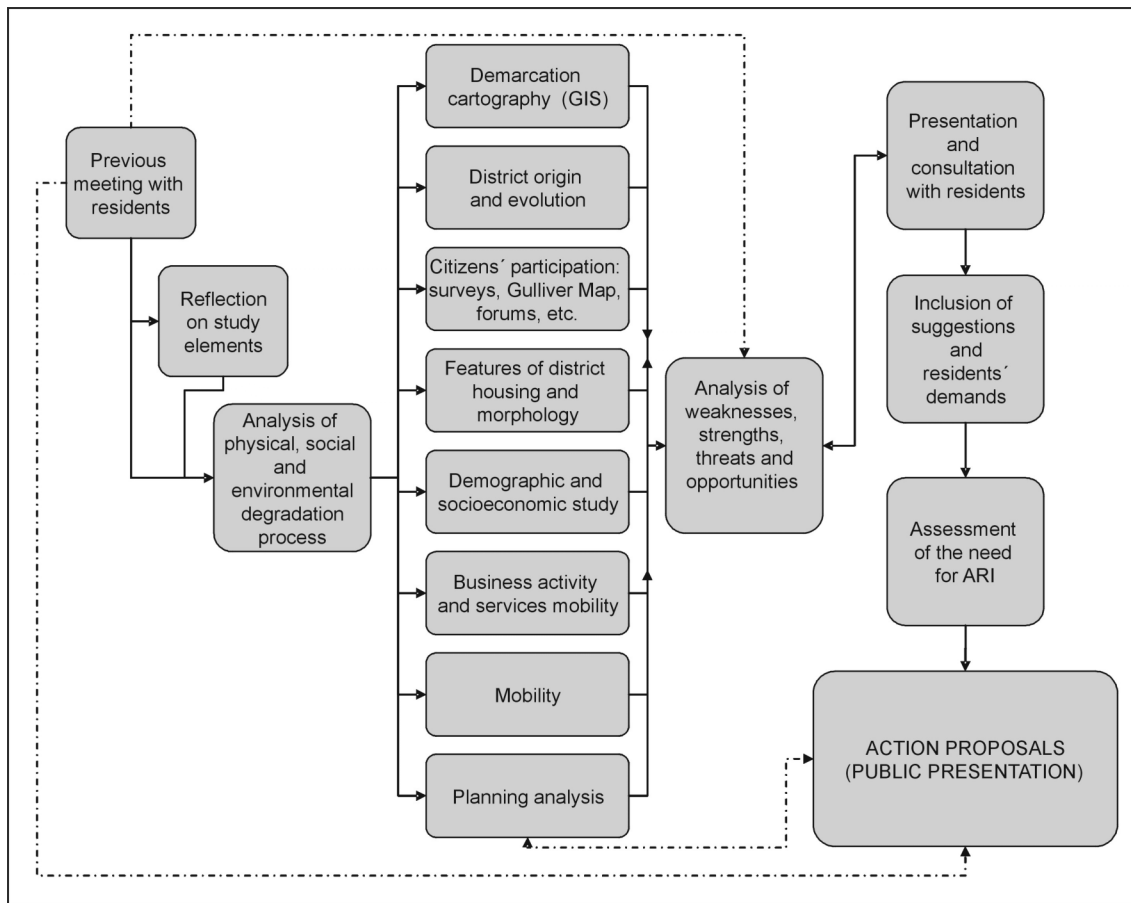 Previous
meeting with
residents
Reflection
on study
elements
Analysis of
physical, social
and
environmental
degradation
process
Demarcation
cartography (GIS)
District origin
and evolution
Citizens´ participation:
surveys, Gulliver Map,
forums, etc.
Features of district
housing and
morphology
Demographic and
socioeconomic study
Business activity
and services mobility
Mobility
Planning analysis
Analysis of
weaknesses,
strengths,
threats and
opportunities
Presentation
and
consultation
with residents
Inclusion of
suggestions
and
residents´
demands
Assessment
of the need
for ARI
ACTION PROPOSALS
(PUBLIC PRESENTATION)